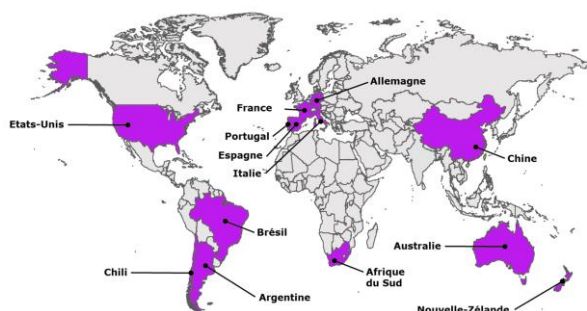 Allemagne
France
Etats-Unis
Portugal
Espagne
Italie
Chine
Brésil
Australie
Chili
Afrique
du Sud
Argentine
Nouvelle-Zélande